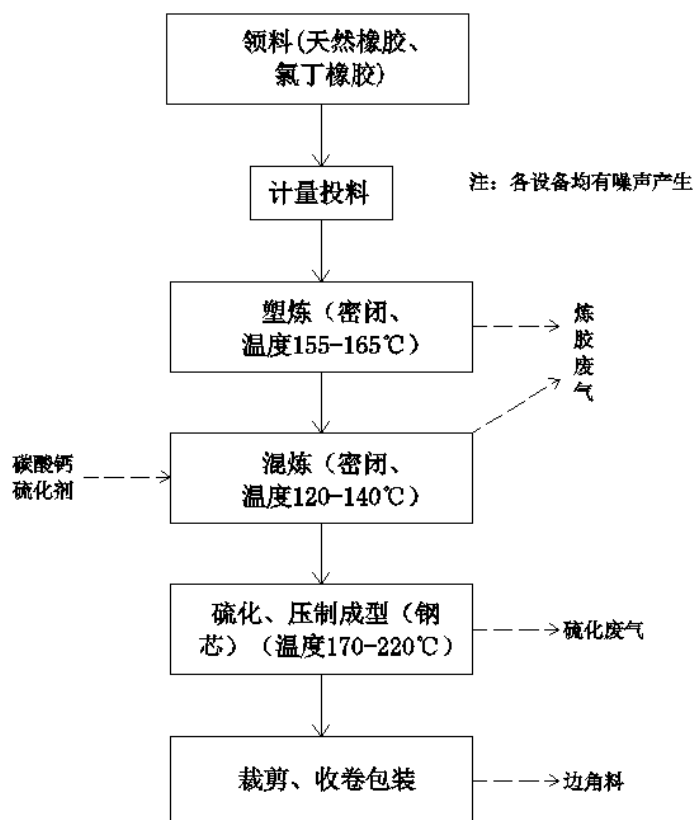 领料(天然橡胶、
氯丁橡胶)
计量投料
注：各设备均有噪声产生
塑炼（密闭、
温度155-165℃）
炼
胶
废
气
碳酸钙
硫化剂
混炼（密闭、
温度120-140℃）
硫化、压制成型（钢
芯）（温度170-220℃）
硫化废气
裁剪、收卷包装
边角料